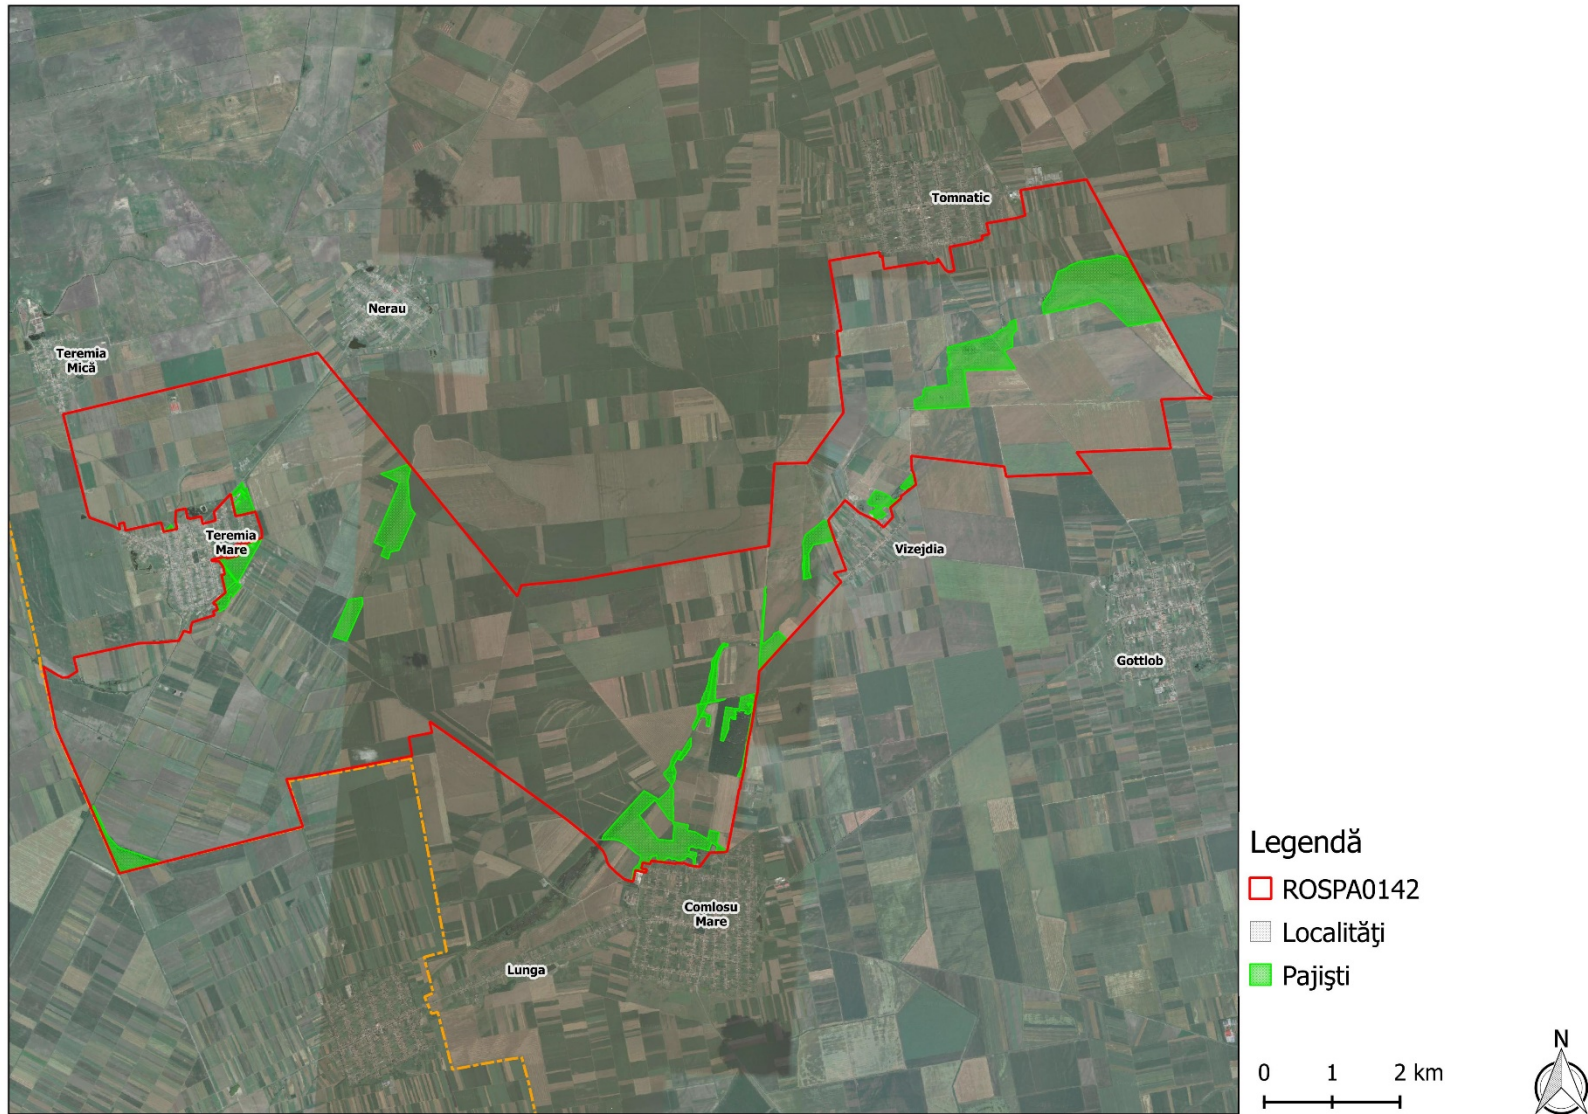 Tomnatic
Nerau
Teremia
Mică
Teremia
Mare
Vizejdia
Gottlob
Comlosu
Mare
Lunga
Legendă
ROSPA0142
Localităţi
Pajişti
0 1 2 km
N